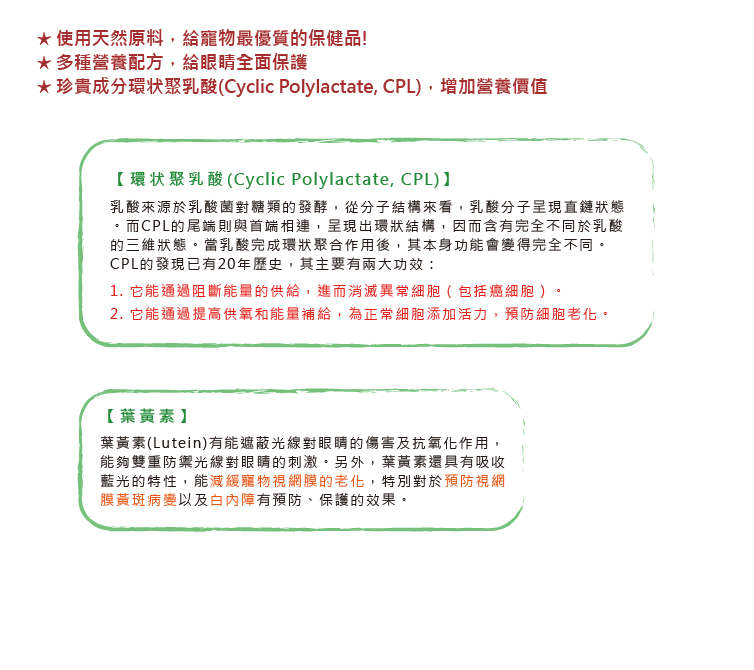 ★ 使用天然原料，給寵物最優質的保健品!
★ 多種營養配方，給眼睛全面保護
★ 珍貴成分環状聚乳酸(Cyclic Polylactate, CPL)，增加營養價值
【環状聚乳酸(Cyclic Polylactate, CPL)】
乳酸來源於乳酸菌對糖類的發酵，從分子結構來看，乳酸分子呈現直鏈狀態
。而CPL的尾端則與首端相連，呈現出環狀結構，因而含有完全不同於乳酸
的三維狀態。當乳酸完成環狀聚合作用後，其本身功能會變得完全不同。
CPL的發現已有20年歷史，其主要有兩大功效：
1. 它能通過阻斷能量的供給，進而消滅異常細胞（包括癌細胞）。
2. 它能通過提高供氧和能量補給，為正常細胞添加活力，預防細胞老化。
【葉黃素】
葉黃素(Lutein)有能遮蔽光線對眼睛的傷害及抗氧化作用，
能夠雙重防禦光線對眼睛的刺激。另外，葉黃素還具有吸收
藍光的特性，能減緩寵物視網膜的老化，特別對於預防視網
膜黃斑病變以及白內障有預防、保護的效果。